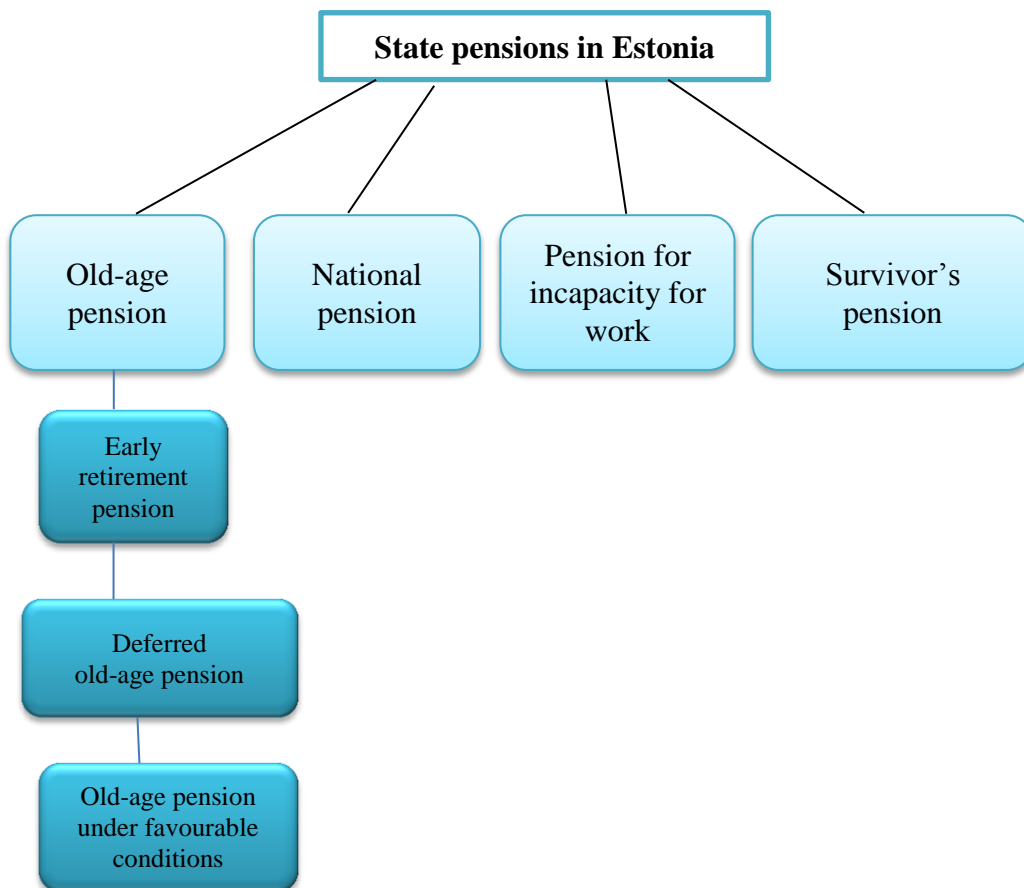 State pensions in Estonia
Old-age
pension
National
pension
Pension for
incapacity for
work
Survivor’s
pension
Early
retirement
pension
Deferred
old-age pension
Old-age pension
under favourable
conditions